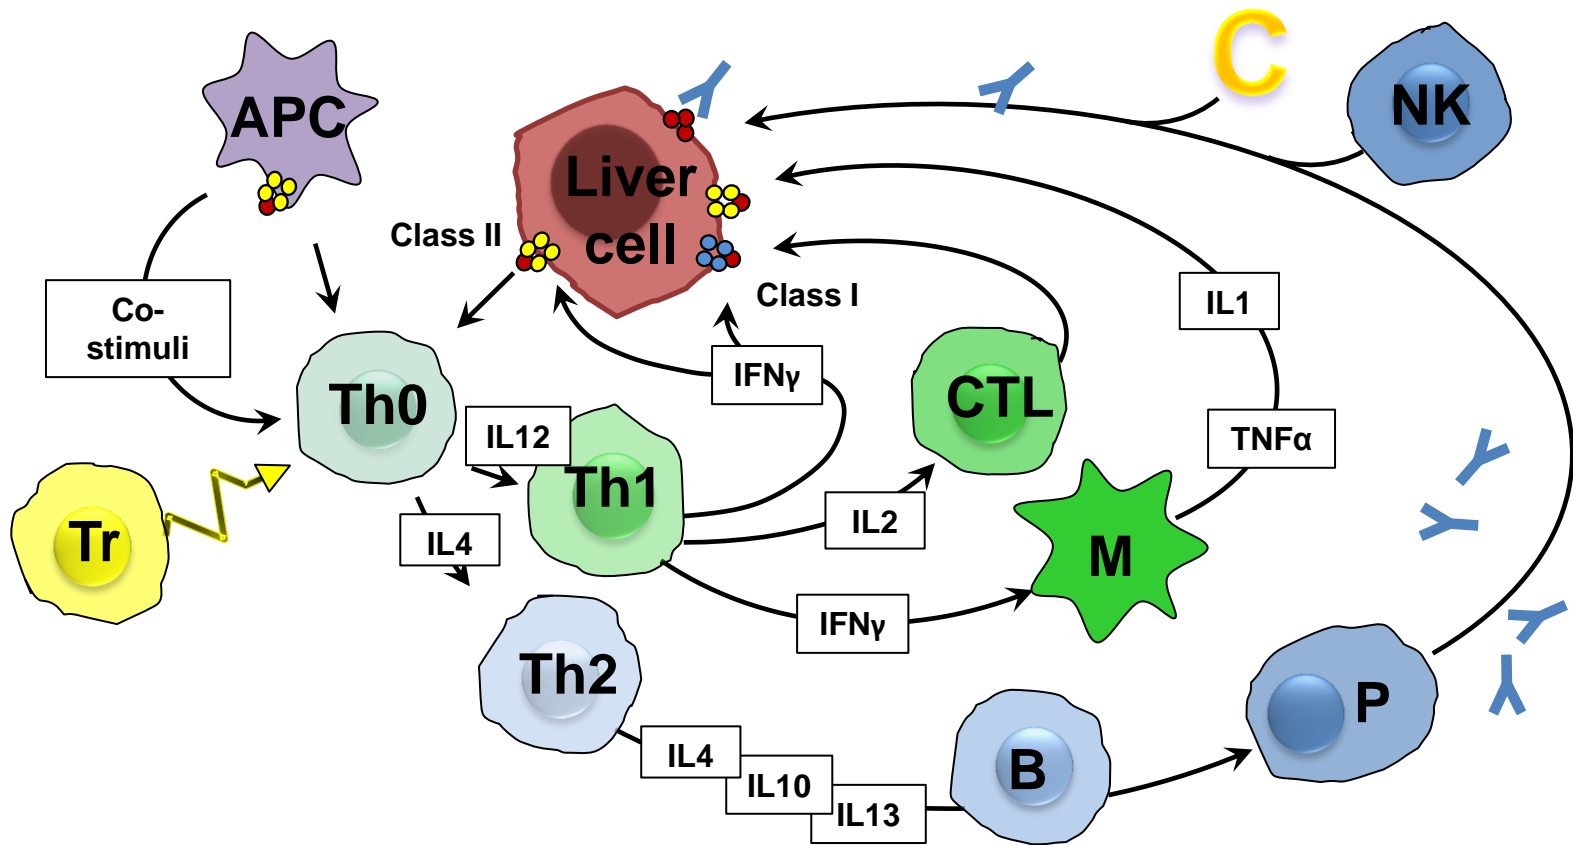 C
NK
APC
Liver
cell
Class II
Class I
Co-
stimuli
IL1
IFNγ
Th0
CTL
IL12
TNFα
Th1
Tr
IL4
IL2
M
IFNγ
Th2
P
IL4
IL10
IL13
B